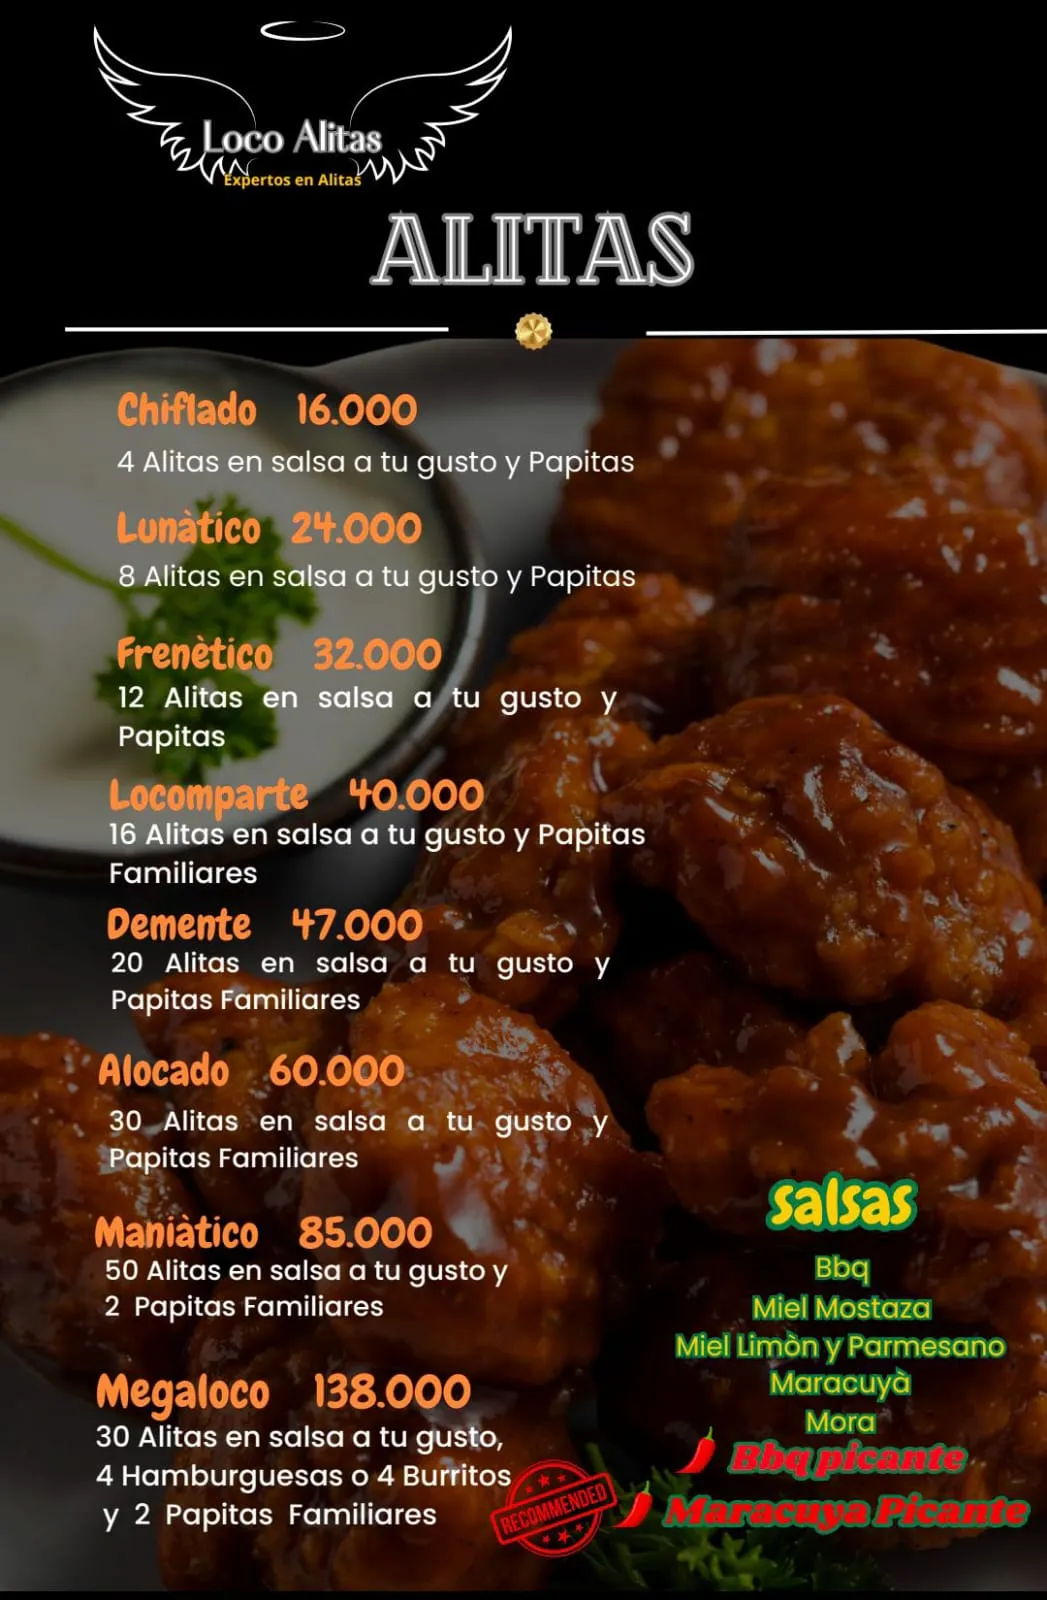 Loco Alitas
Expertos en Alitas
ALITAS
Chiflado 16.000
4 Alitas en salsa a tu gusto y Papitas
Lunàtico 24.000
8 Alitas en salsa a tu gusto y Papitas
Frenètico 32.000
12 Alitas en salsa a tu gusto y
Papitas
Locomparte 40.000
16 Alitas en salsa a tu gusto y Papitas
Familiares
Demente 47.000
20 Alitas en salsa a tu gusto y
Papitas Familiares
Alocado 60.000
30 Alitas en salsa a tu gusto y
Papitas Familiares
Maniàtico 85.000
50 Alitas en salsa a tu gusto y
2 Papitas Familiares
Megaloco 138.000
30 Alitas en salsa a tu gusto,
4 Hamburguesas o 4 Burritos
y 2 Papitas Familiares
RECOMMENDED
salsas
Bbq
Miel Mostaza
Miel Limòn y Parmesano
Maracuyà
Mora
Bbq picante
Maracuya Picante